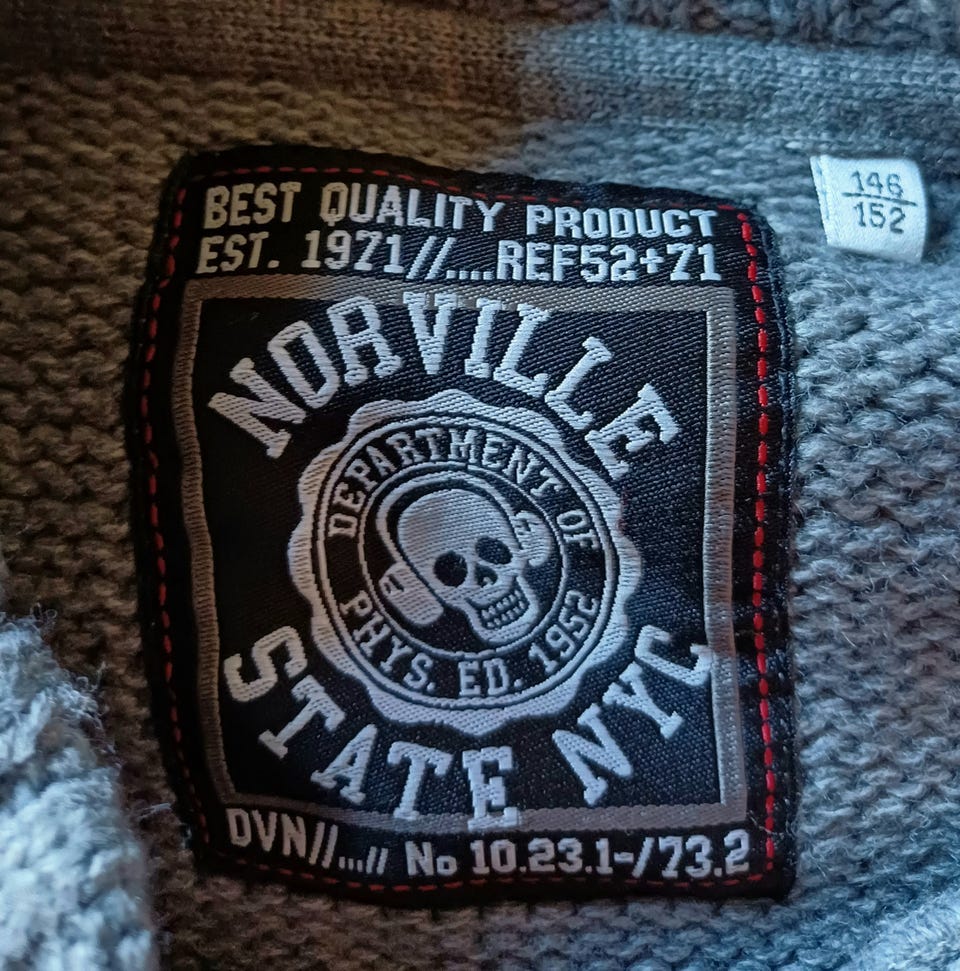 BEST QUALITY PRODUCT
EST. 1971//....REF52+71
NORVILLE
DEPARTMENT OF
PHYS. ED. 1952
STATE NYC
DVN//...// No 10.23.1-/73.2
146
152